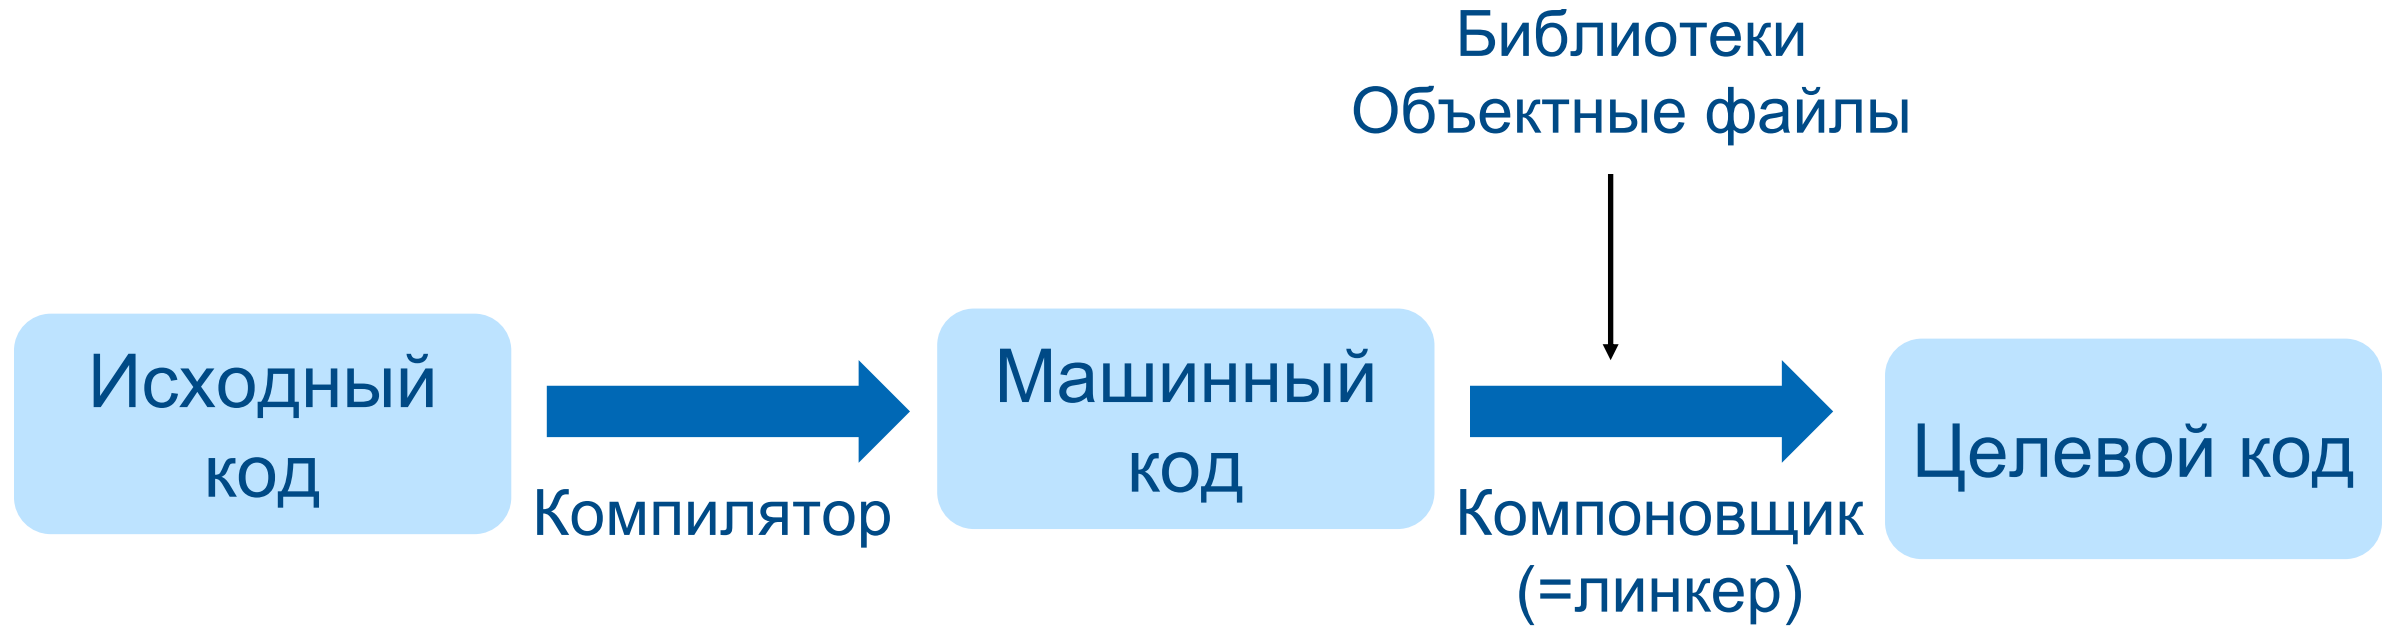 Библиотеки
Объектные файлы
Исходный
код
Компилятор
Машинный
код
Компоновщик
(=линкер)
Целевой код